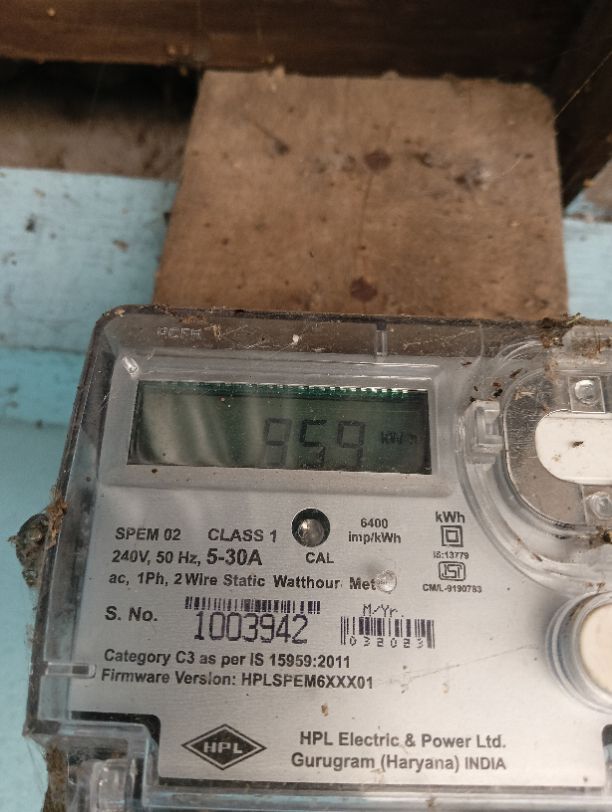 959 kWh
SPEM 02 CLASS 1 6400 kWh
240V, 50 Hz, 5-30A CAL imp/kWh
IS:13779
ac, 1Ph, 2 Wire Static Watthour Meter
CM/L-9190783
S. No. 1003942 M/Yr.
032023
Category C3 as per IS 15959:2011
Firmware Version: HPLSPEM6XXX01
HPL HPL Electric & Power Ltd.
Gurugram (Haryana) INDIA